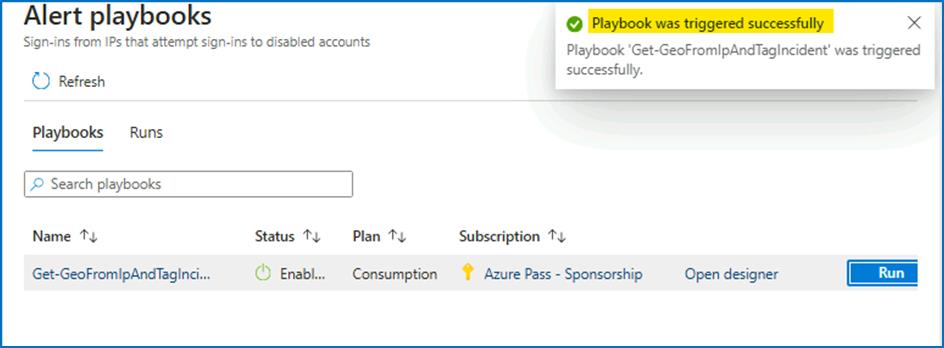 Alert playbooks
Sign-ins from IPs that attempt sign-ins to disabled accounts
Playbook was triggered successfully
Playbook 'Get-GeoFromIpAndTagIncident' was triggered
successfully.
Refresh
Playbooks Runs
Search playbooks
Name Status Plan Subscription
Get-GeoFromIpAndTagInci... Enabl... Consumption Azure Pass - Sponsorship Open designer Run